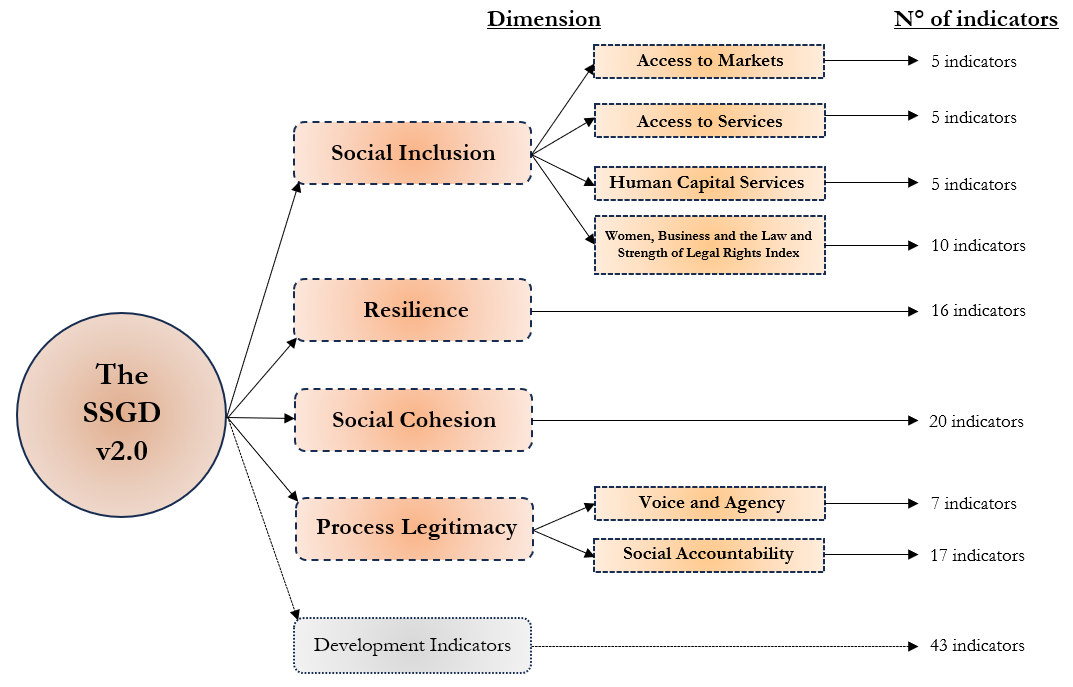 Dimension
N° of indicators
Access to Markets
5 indicators
Access to Services
5 indicators
Social Inclusion
Human Capital Services
5 indicators
Women, Business and the Law and
Strength of Legal Rights Index
10 indicators
Resilience
16 indicators
The
SSGD
v2.0
Social Cohesion
20 indicators
Process Legitimacy
Voice and Agency
7 indicators
Social Accountability
17 indicators
Development Indicators
43 indicators